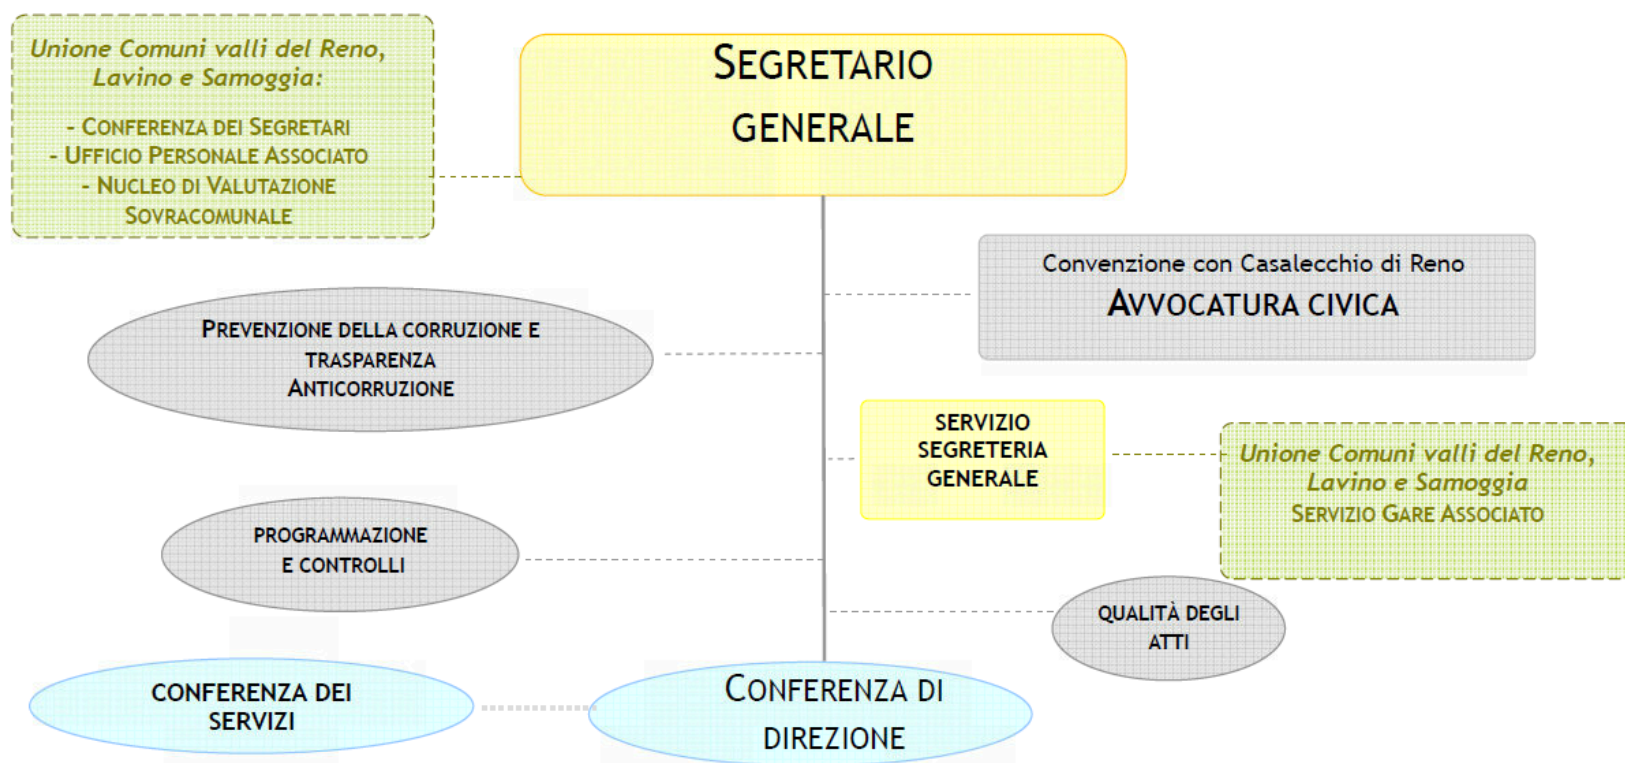 Unione Comuni valli del Reno,
Lavino e Samoggia:
- CONFERENZA DEI SEGRETARI
- UFFICIO PERSONALE ASSOCIATO
- NUCLEO DI VALUTAZIONE
SOVRACOMUNALE
SEGRETARIO
GENERALE
Convenzione con Casalecchio di Reno
AVVOCATURA CIVICA
PREVENZIONE DELLA CORRUZIONE E
TRASPARENZA
ANTICORRUZIONE
SERVIZIO
SEGRETERIA
GENERALE
Unione Comuni valli del Reno,
Lavino e Samoggia
SERVIZIO GARE ASSOCIATO
PROGRAMMAZIONE
E CONTROLLI
QUALITÀ DEGLI
ATTI
CONFERENZA DEI
SERVIZI
CONFERENZA DI
DIREZIONE